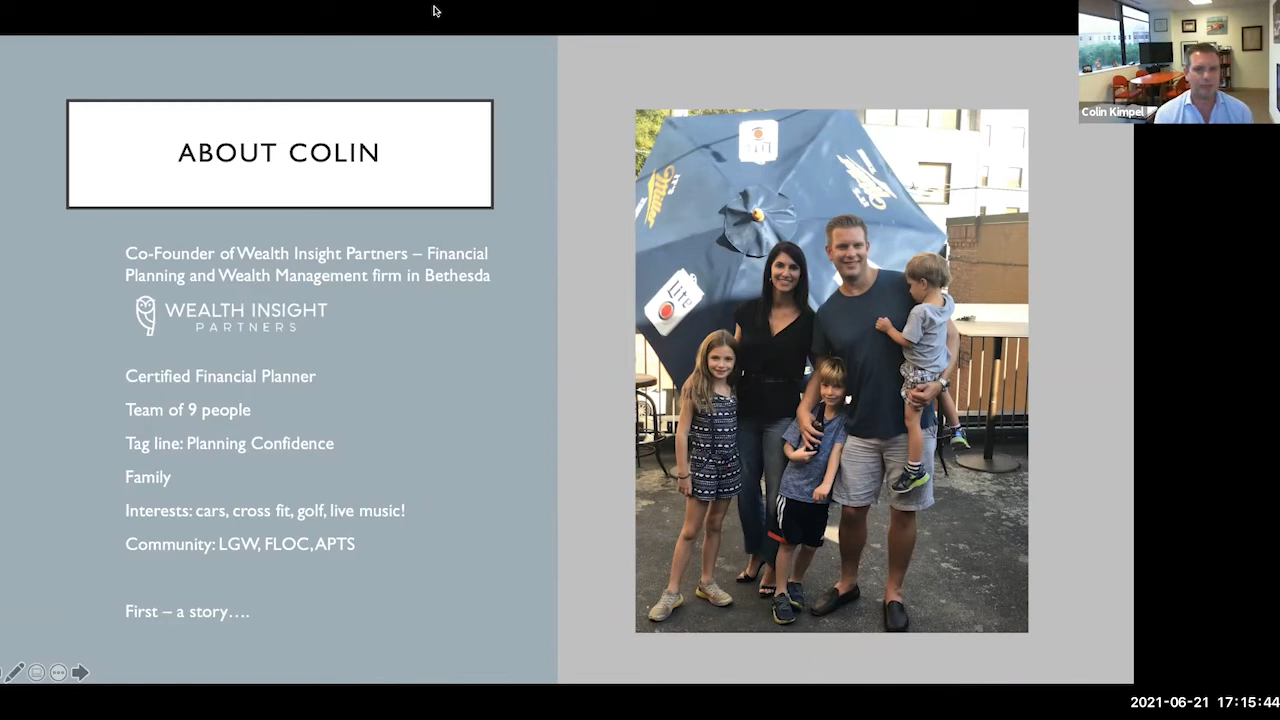 ABOUT COLIN
Co-Founder of Wealth Insight Partners – Financial
Planning and Wealth Management firm in Bethesda
WEALTH INSIGHT
PARTNERS
Certified Financial Planner
Team of 9 people
Tag line: Planning Confidence
Family
Interests: cars, cross fit, golf, live music!
Community: LGW, FLOC, APTS
First – a story….
Lite
Miller
Colin Kimpel
2021-06-21 17:15:44